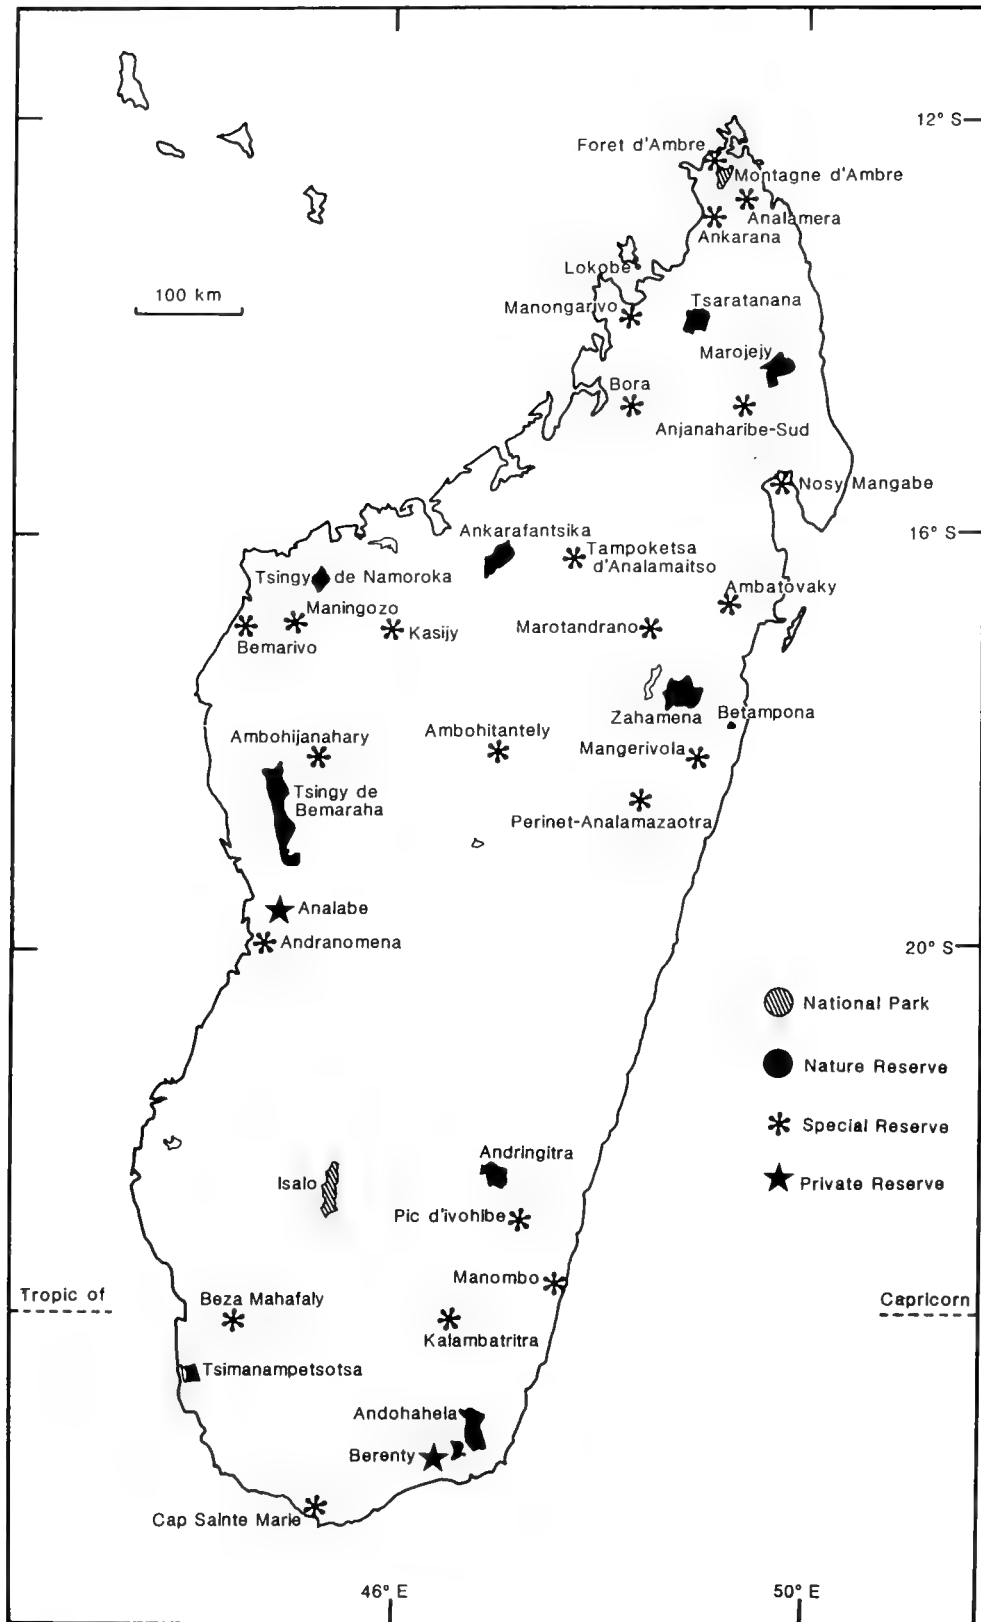 12° S
Foret d'Ambre
Montagne d'Ambre
Analamera
Ankarana
Lokobe
100 km
Manongarivo
Tsaratanana
Marojejy
Bora
Anjanaharibe-Sud
Nosy Mangabe
16° S
Ankarafantsika
Tampoketsa
d'Analamaitso
Tsingy de Namoroka
Ambatovaky
Maningozo
Marotandrano
Kasijy
Bemarivo
Zahamena
Betampona
Ambohijanahary
Ambohitantely
Mangerivola
Tsingy de
Bemaraha
Perinet-Analamazaotra
Analabe
Andranomena
20° S
National Park
Nature Reserve
Special Reserve
Private Reserve
Andringitra
Isalo
Pic d'ivohibe
Manombo
Tropic of
Capricorn
Beza Mahafaly
Kalambatritra
Tsimanampetsotsa
Andohahela
Berenty
Cap Sainte Marie
46° E
50° E